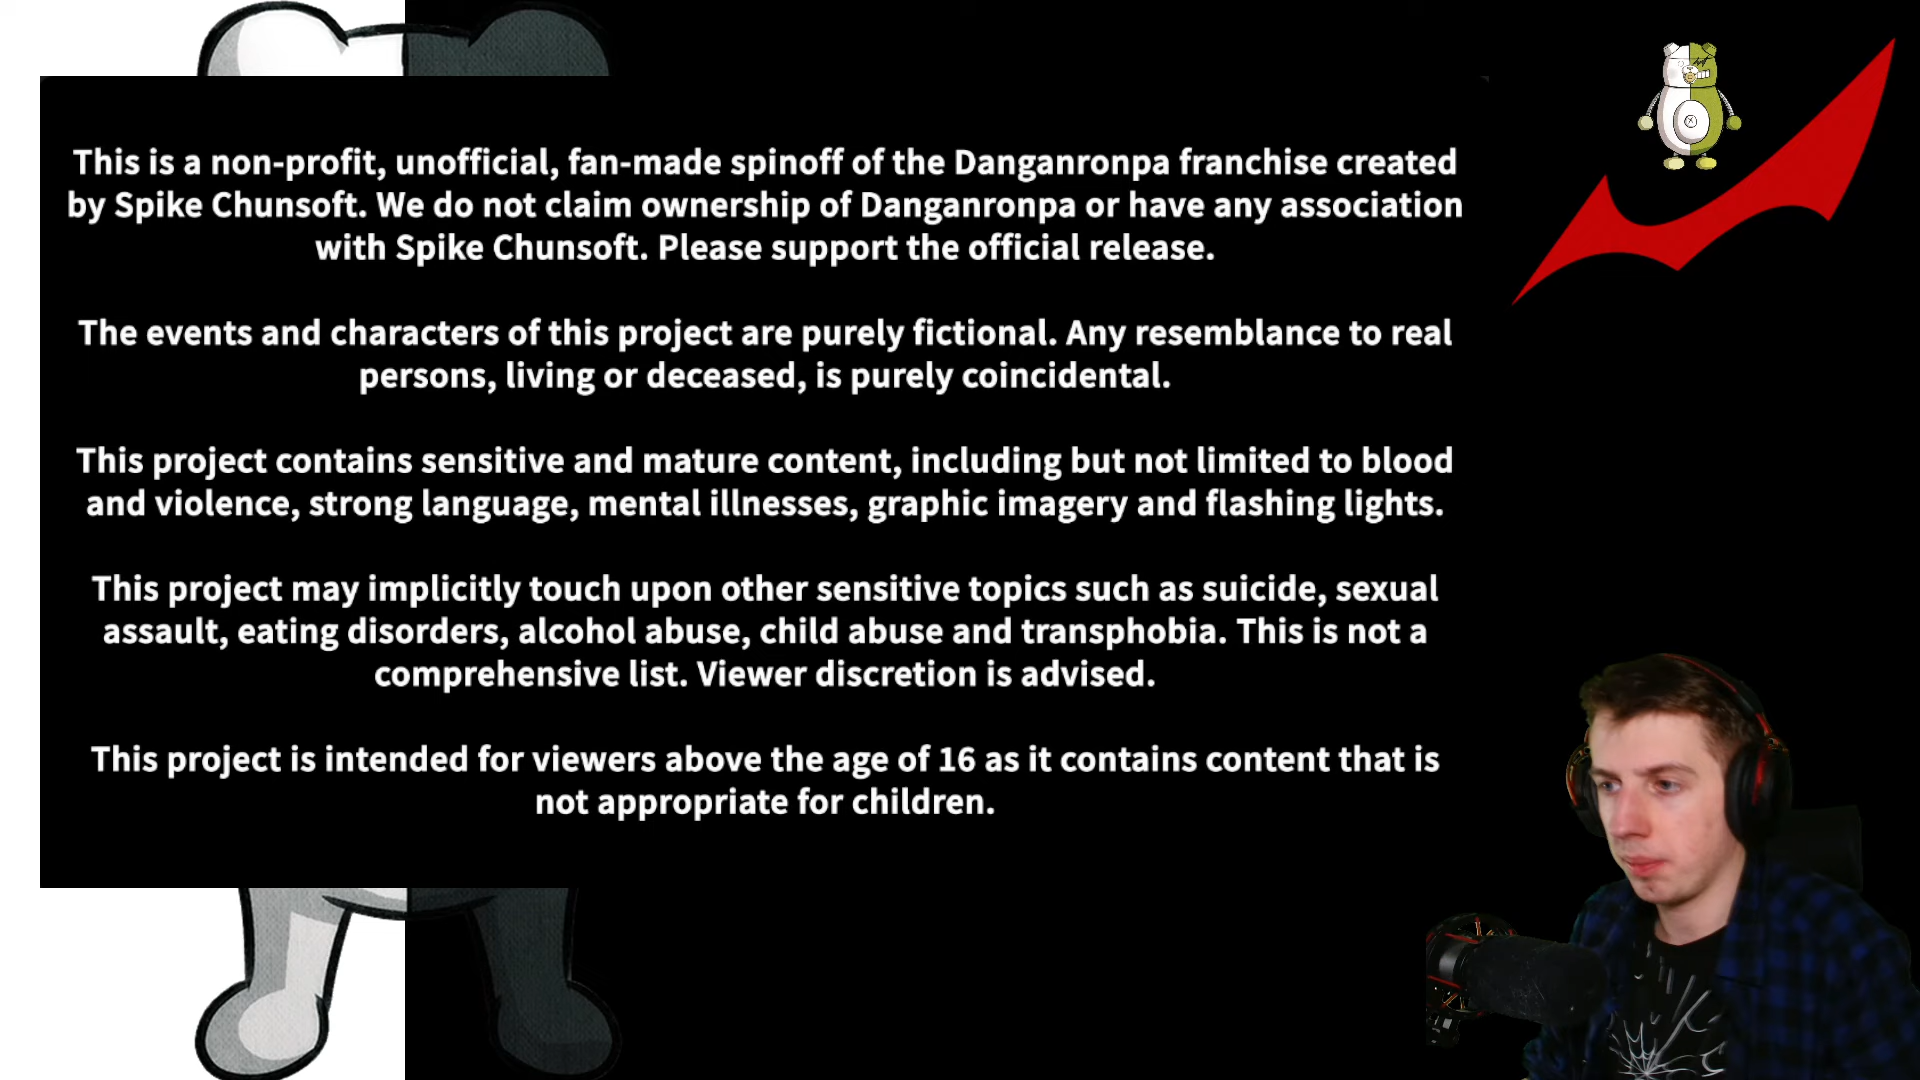 This is a non-profit, unofficial, fan-made spinoff of the Danganronpa franchise created
by Spike Chunsoft. We do not claim ownership of Danganronpa or have any association
with Spike Chunsoft. Please support the official release.
The events and characters of this project are purely fictional. Any resemblance to real
persons, living or deceased, is purely coincidental.
This project contains sensitive and mature content, including but not limited to blood
and violence, strong language, mental illnesses, graphic imagery and flashing lights.
This project may implicitly touch upon other sensitive topics such as suicide, sexual
assault, eating disorders, alcohol abuse, child abuse and transphobia. This is not a
comprehensive list. Viewer discretion is advised.
This project is intended for viewers above the age of 16 as it contains content that is
not appropriate for children.